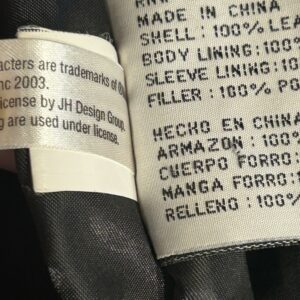 acters are trademarks of
nc 2003.
icense by JH Design Group.
g are used under license.
RN#
MADE IN CHINA
SHELL: 100% LEA
BODY LINING: 100%
SLEEVE LINING: 10
FILLER : 100% PO
HECHO EN CHINA
ARMAZON : 100%
CUERPO FORRO:
MANGA FORRO:
RELLENO : 100%